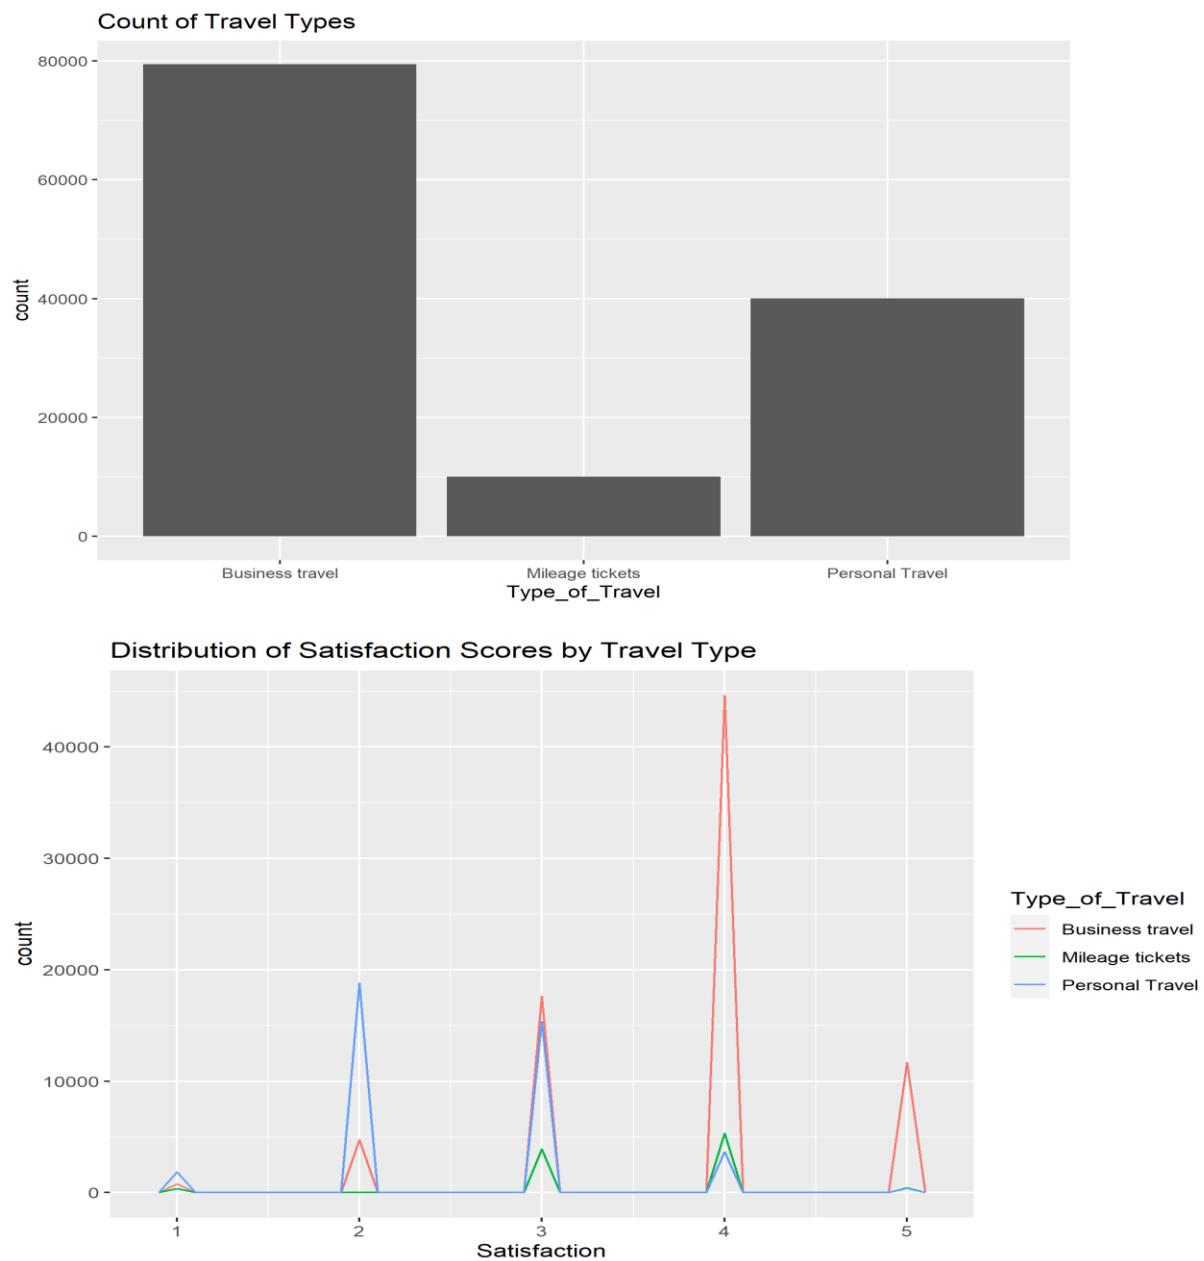 Count of Travel Types
80000
60000
40000
20000
0
count
Business travel
Mileage tickets
Personal Travel
Type_of_Travel
Distribution of Satisfaction Scores by Travel Type
40000
30000
20000
10000
0
count
1
2
3
4
5
Satisfaction
Type_of_Travel
Business travel
Mileage tickets
Personal Travel